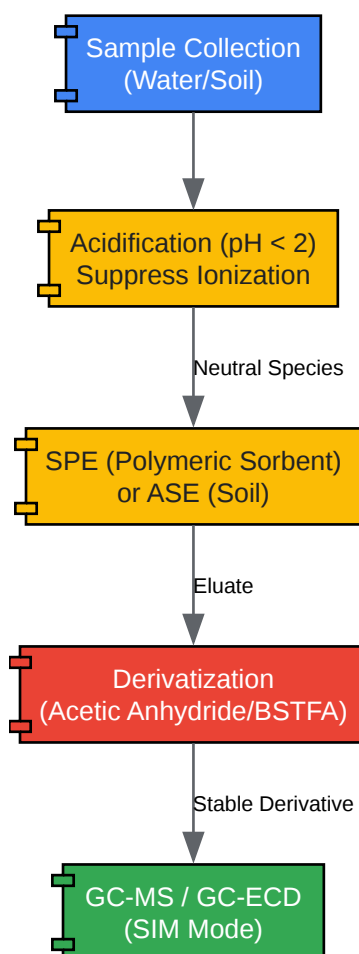 Sample Collection
(Water/Soil)
Acidification (pH < 2)
Suppress Ionization
Neutral Species
SPE (Polymeric Sorbent)
or ASE (Soil)
Eluate
Derivatization
(Acetic Anhydride/BSTFA)
Stable Derivative
GC-MS / GC-ECD
(SIM Mode)